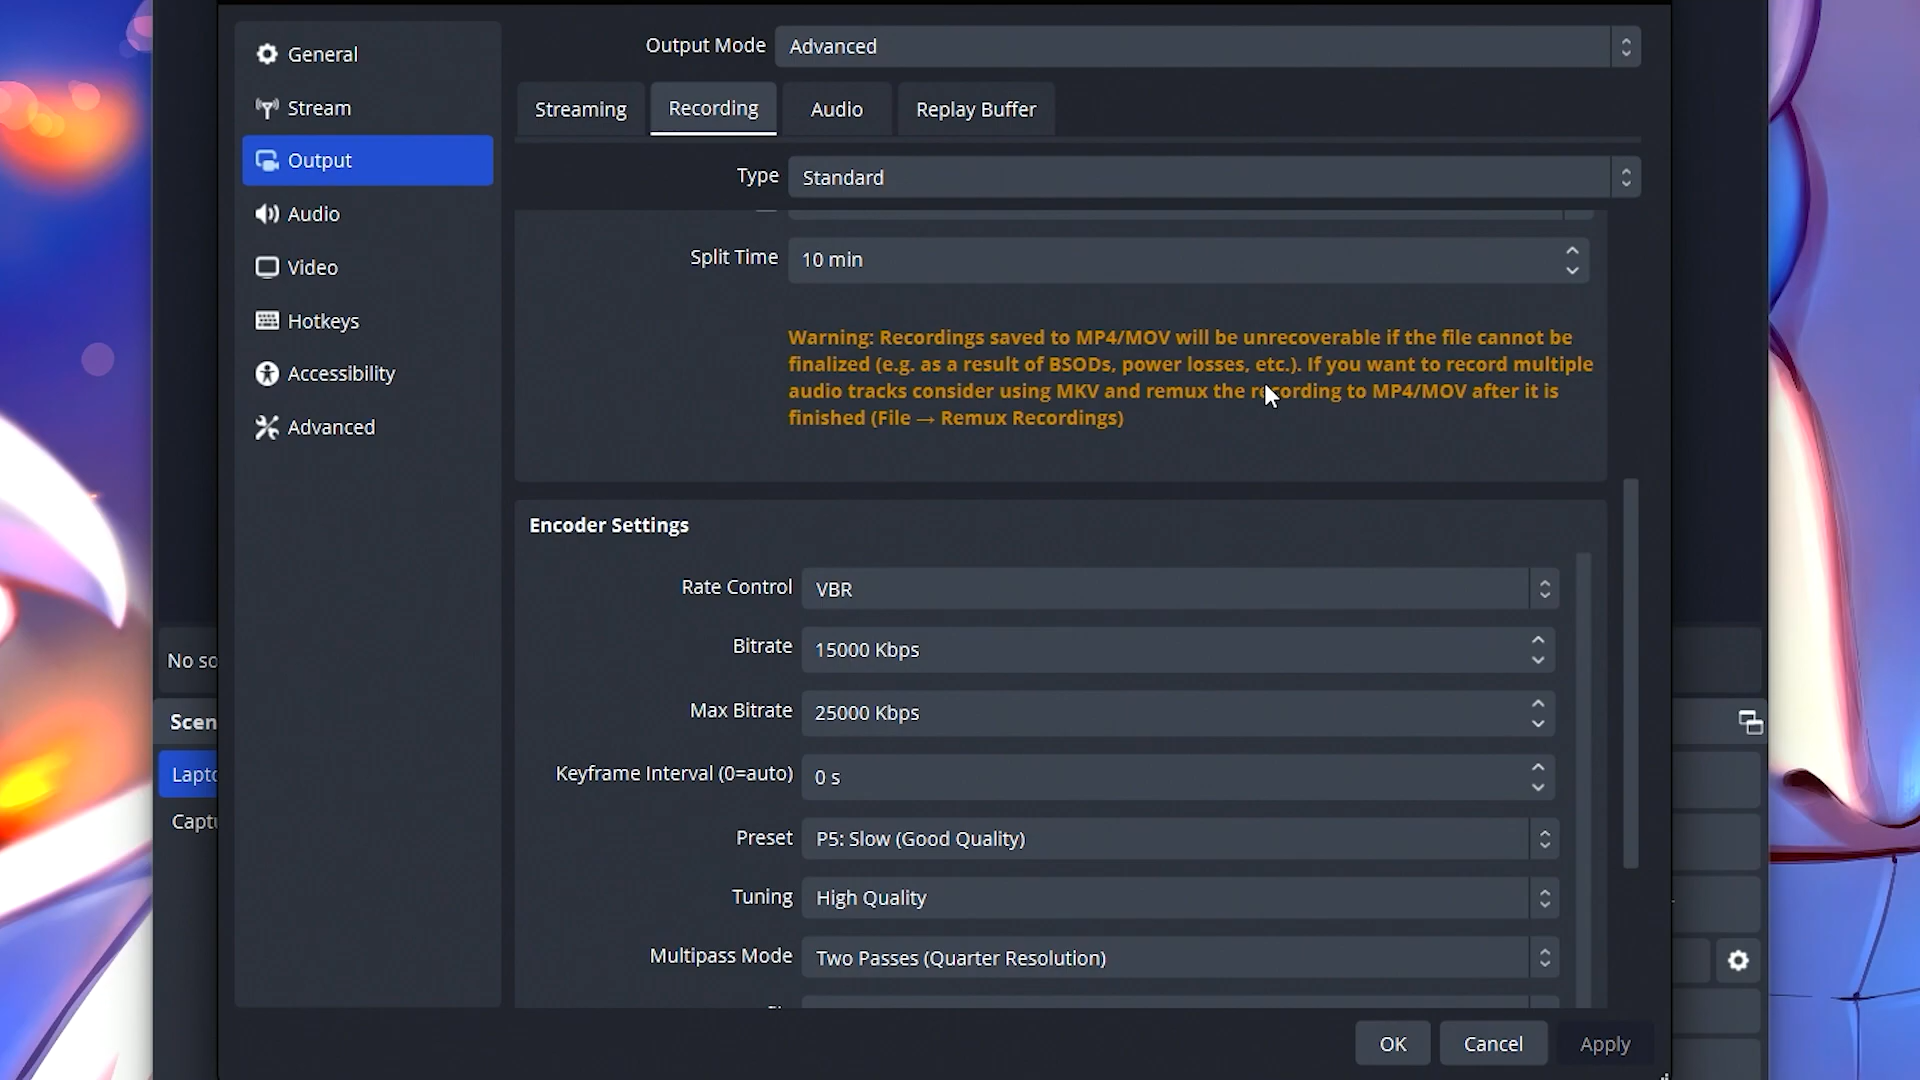 General
Stream
Output
Audio
Video
Hotkeys
Accessibility
Advanced
Output Mode Advanced
Streaming Recording Audio Replay Buffer
Type Standard
Split Time 10 min
Warning: Recordings saved to MP4/MOV will be unrecoverable if the file cannot be
finalized (e.g. as a result of BSODs, power losses, etc.). If you want to record multiple
audio tracks consider using MKV and remux the recording to MP4/MOV after it is
finished (File → Remux Recordings)
Encoder Settings
Rate Control VBR
Bitrate 15000 Kbps
Max Bitrate 25000 Kbps
Keyframe Interval (0=auto) 0 s
Preset P5: Slow (Good Quality)
Tuning High Quality
Multipass Mode Two Passes (Quarter Resolution)
OK Cancel Apply
No so
Scen
Lapto
Captu